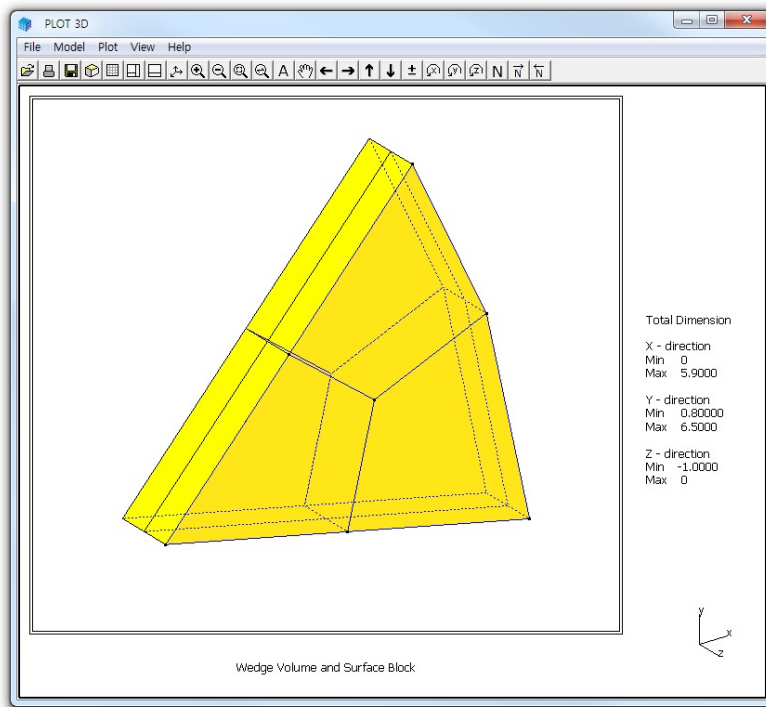 PLOT 3D
File Model Plot View Help
A N N N
Total Dimension
X - direction
Min 0
Max 5.9000
Y - direction
Min 0.80000
Max 6.5000
Z - direction
Min -1.0000
Max 0
y
x
z
Wedge Volume and Surface Block